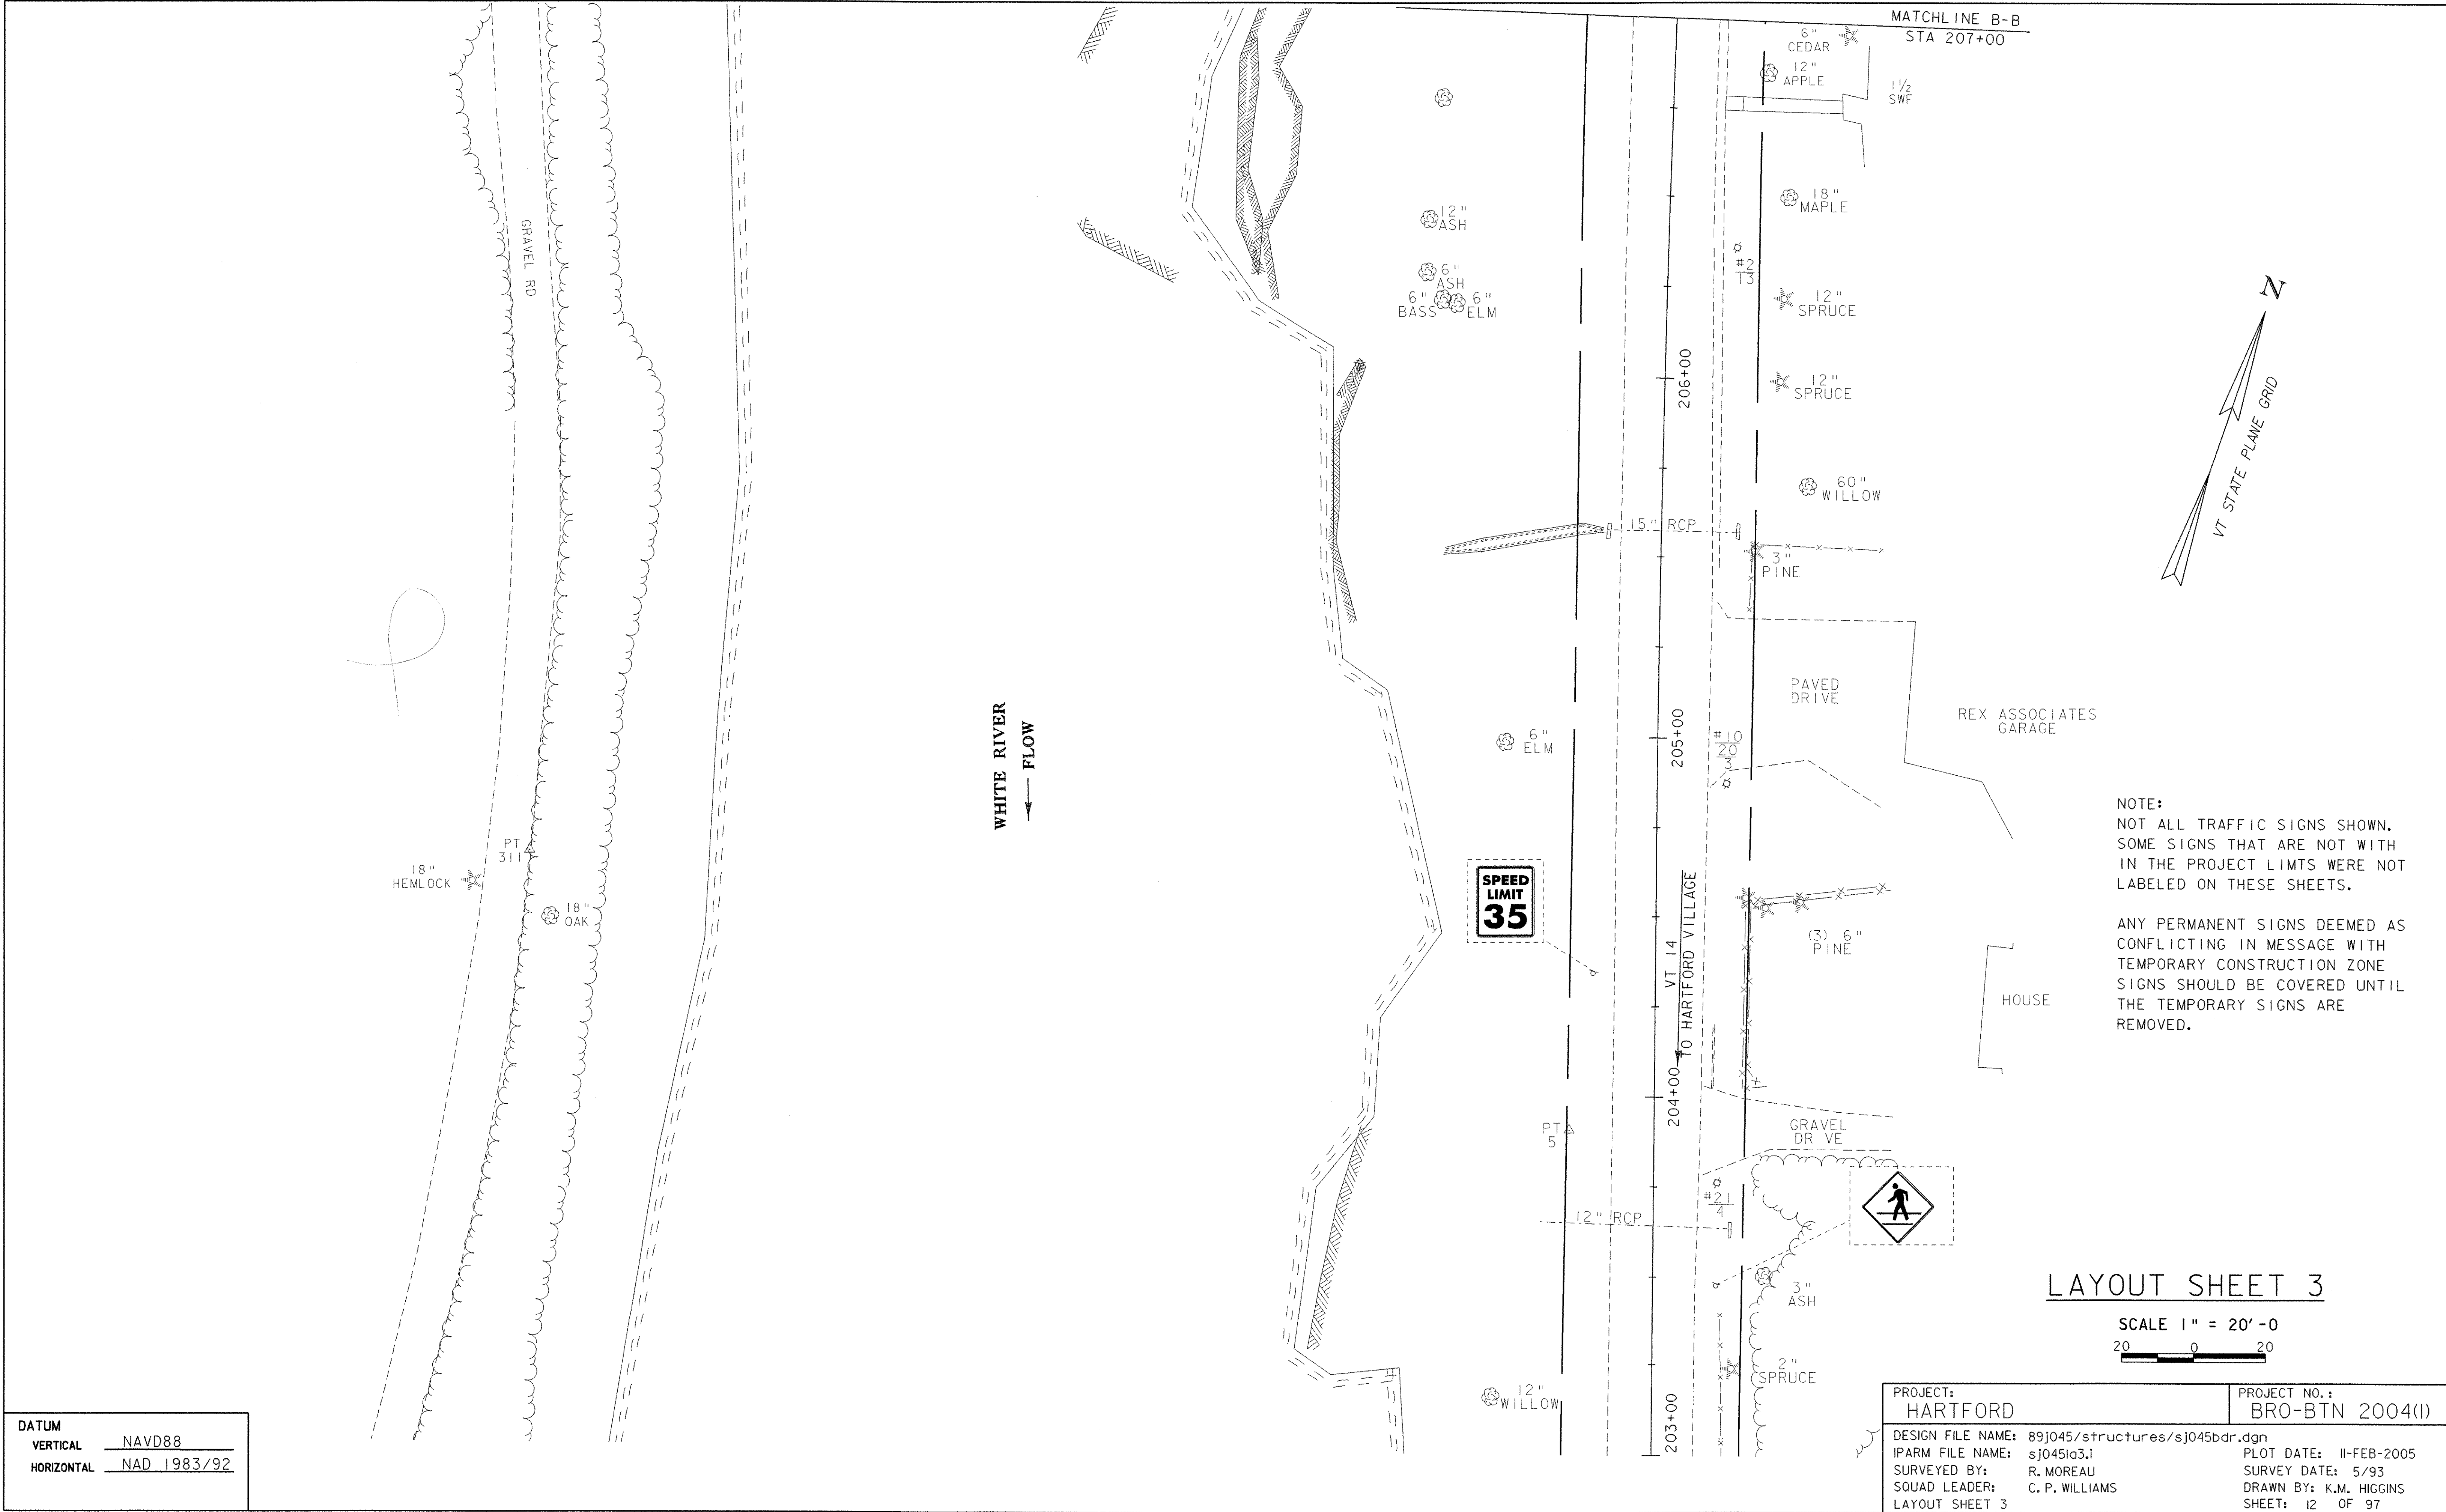 MATCHLINE B-B
STA 207+00
6"
CEDAR
12"
APPLE
1 1/2
SWF
GRAVEL RD
18"
MAPLE
12"
ASH
#2
13
6"
ASH
6"
BASS
6"
ELM
12"
SPRUCE
N
VT STATE PLANE GRID
206+00
12"
SPRUCE
60"
WILLOW
15" RCP
3"
PINE
PAVED
DRIVE
REX ASSOCIATES
GARAGE
WHITE RIVER
FLOW
6"
ELM
205+00
#10
20
3
NOTE:
NOT ALL TRAFFIC SIGNS SHOWN.
SOME SIGNS THAT ARE NOT WITH
IN THE PROJECT LIMTS WERE NOT
LABELED ON THESE SHEETS.
ANY PERMANENT SIGNS DEEMED AS
CONFLICTING IN MESSAGE WITH
TEMPORARY CONSTRUCTION ZONE
SIGNS SHOULD BE COVERED UNTIL
THE TEMPORARY SIGNS ARE
REMOVED.
PT
311
18"
HEMLOCK
18"
OAK
SPEED
LIMIT
35
VT 14
TO HARTFORD VILLAGE
(3) 6"
PINE
HOUSE
204+00
PT
5
GRAVEL
DRIVE
#21
4
12" RCP
3"
ASH
2"
SPRUCE
12"
WILLOW
203+00
LAYOUT SHEET 3
SCALE 1" = 20'-0
20 0 20
DATUM
VERTICAL NAVD88
HORIZONTAL NAD 1983/92
PROJECT:
HARTFORD
PROJECT NO.:
BRO-BTN 2004(1)
DESIGN FILE NAME: 89j045/structures/sj045bdr.dgn
IPARM FILE NAME: sj045la3.i
PLOT DATE: 11-FEB-2005
SURVEYED BY: R. MOREAU
SURVEY DATE: 5/93
SQUAD LEADER: C. P. WILLIAMS
DRAWN BY: K.M. HIGGINS
LAYOUT SHEET 3
SHEET: 12 OF 97